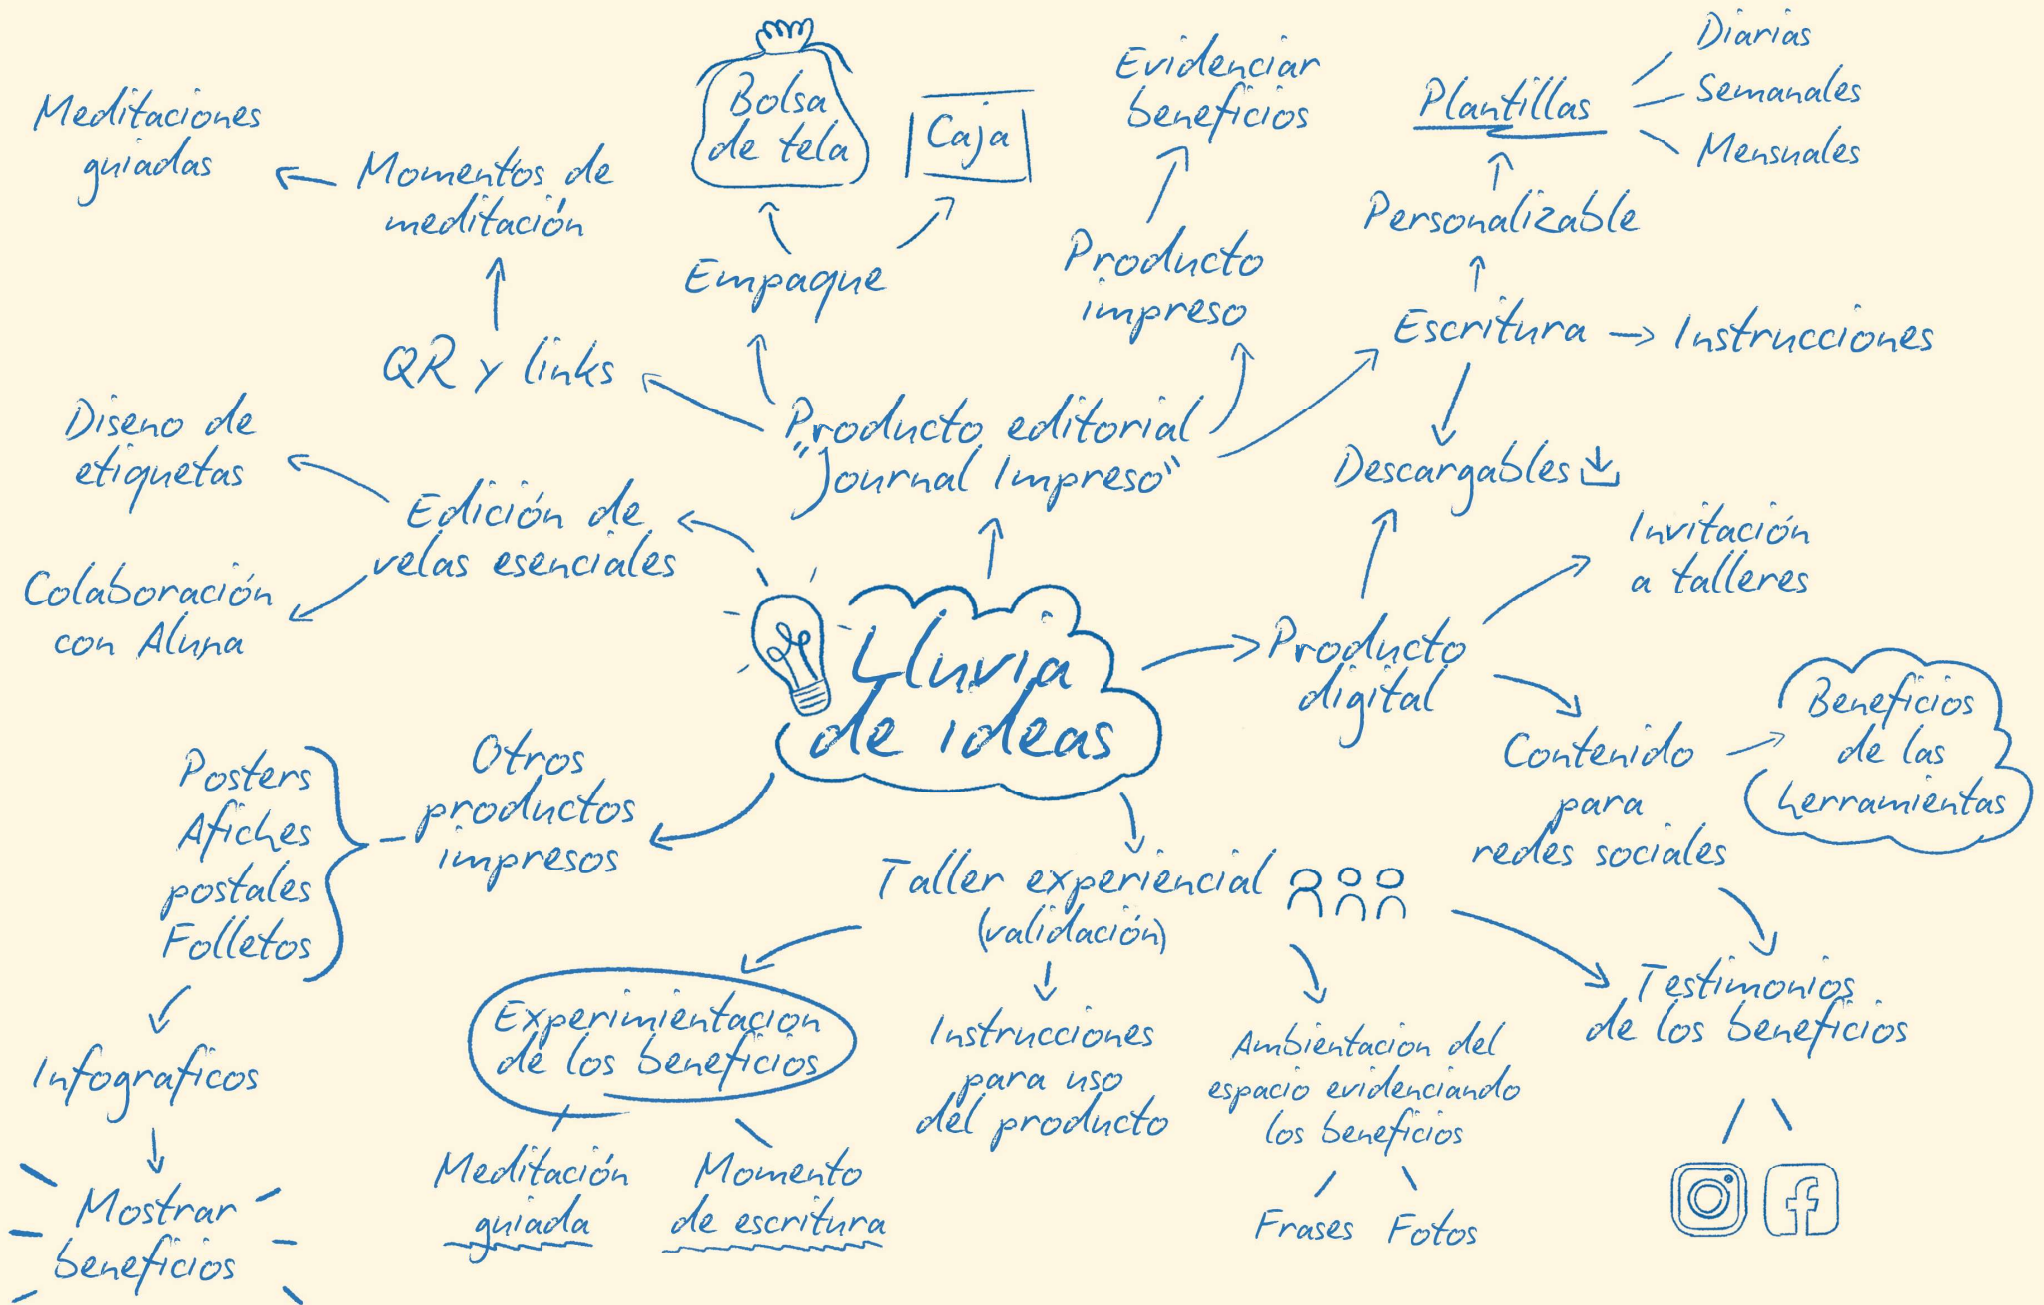 Meditaciones
guiadas
Momentos de
meditación
QR y links
Bolsa
de tela
Caja
Empaque
Evidenciar
beneficios
Producto
impreso
Plantillas
Diarias
Semanales
Mensuales
Personalizable
Escritura
Instrucciones
Descargables
Producto editorial
"Journal Impreso"
Diseno de
etiquetas
Edición de
velas esenciales
Colaboración
con Aluna
Lluvia
de ideas
Producto
digital
Invitación
a talleres
Contenido
para
redes sociales
Beneficios
de las
herramientas
Otros
productos
impresos
Posters
Afiches
postales
Folletos
Infograficos
Mostrar
beneficios
Taller experiencial
(validación)
Experimientacion
de los beneficios
Meditación
guiada
Momento
de escritura
Instrucciones
para uso
del producto
Ambientacion del
espacio evidenciando
los beneficios
Frases
Fotos
Testimonios
de los beneficios